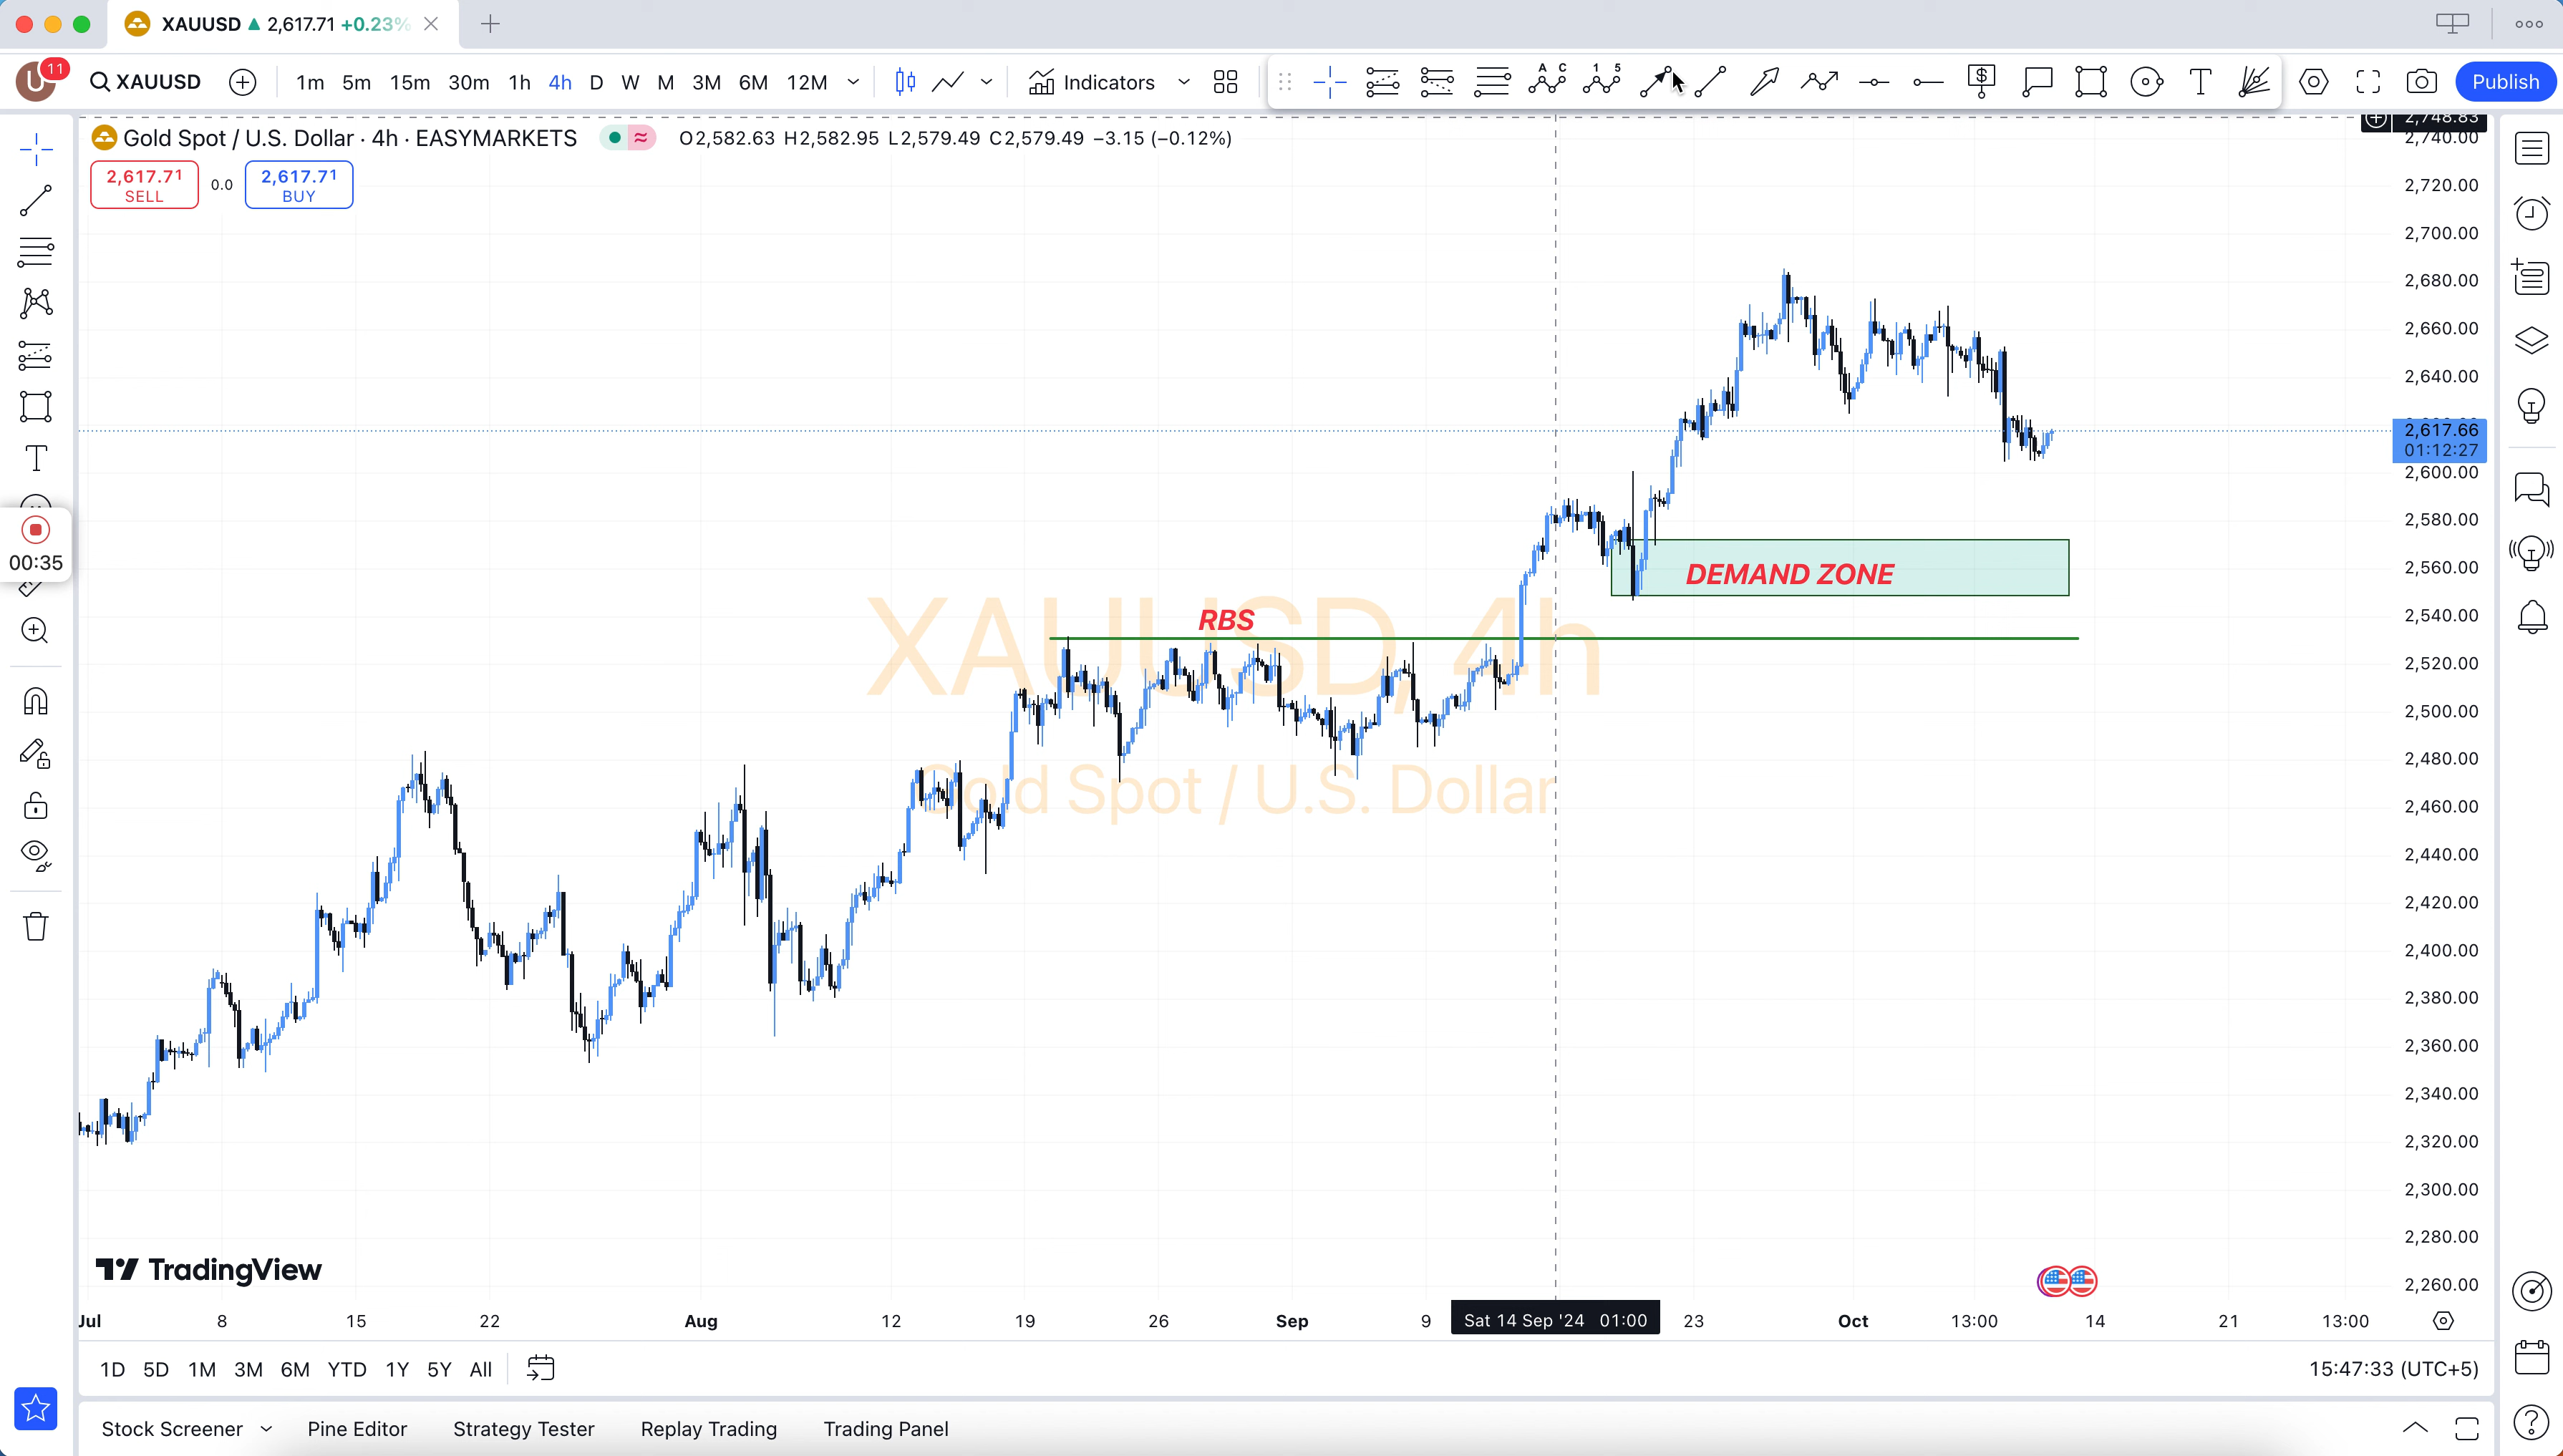 XAUUSD ▲ 2,617.71 +0.23%
U 11 XAUUSD 1m 5m 15m 30m 1h 4h D W M 3M 6M 12M Indicators Publish
Gold Spot / U.S. Dollar · 4h · EASYMARKETS O2,582.63 H2,582.95 L2,579.49 C2,579.49 −3.15 (−0.12%)
2,617.71 SELL 0.0 2,617.71 BUY
2,748.83
2,740.00
2,720.00
2,700.00
2,680.00
2,660.00
2,640.00
2,617.66
01:12:27
2,600.00
2,580.00
2,560.00
2,540.00
2,520.00
2,500.00
2,480.00
2,460.00
2,440.00
2,420.00
2,400.00
2,380.00
2,360.00
2,340.00
2,320.00
2,300.00
2,280.00
2,260.00
00:35
DEMAND ZONE
RBS
XAUUSD, 4h
Gold Spot / U.S. Dollar
TradingView
Jul 8 15 22 Aug 12 19 26 Sep 9 Sat 14 Sep '24 01:00 23 Oct 13:00 14 21 13:00
1D 5D 1M 3M 6M YTD 1Y 5Y All 15:47:33 (UTC+5)
Stock Screener Pine Editor Strategy Tester Replay Trading Trading Panel